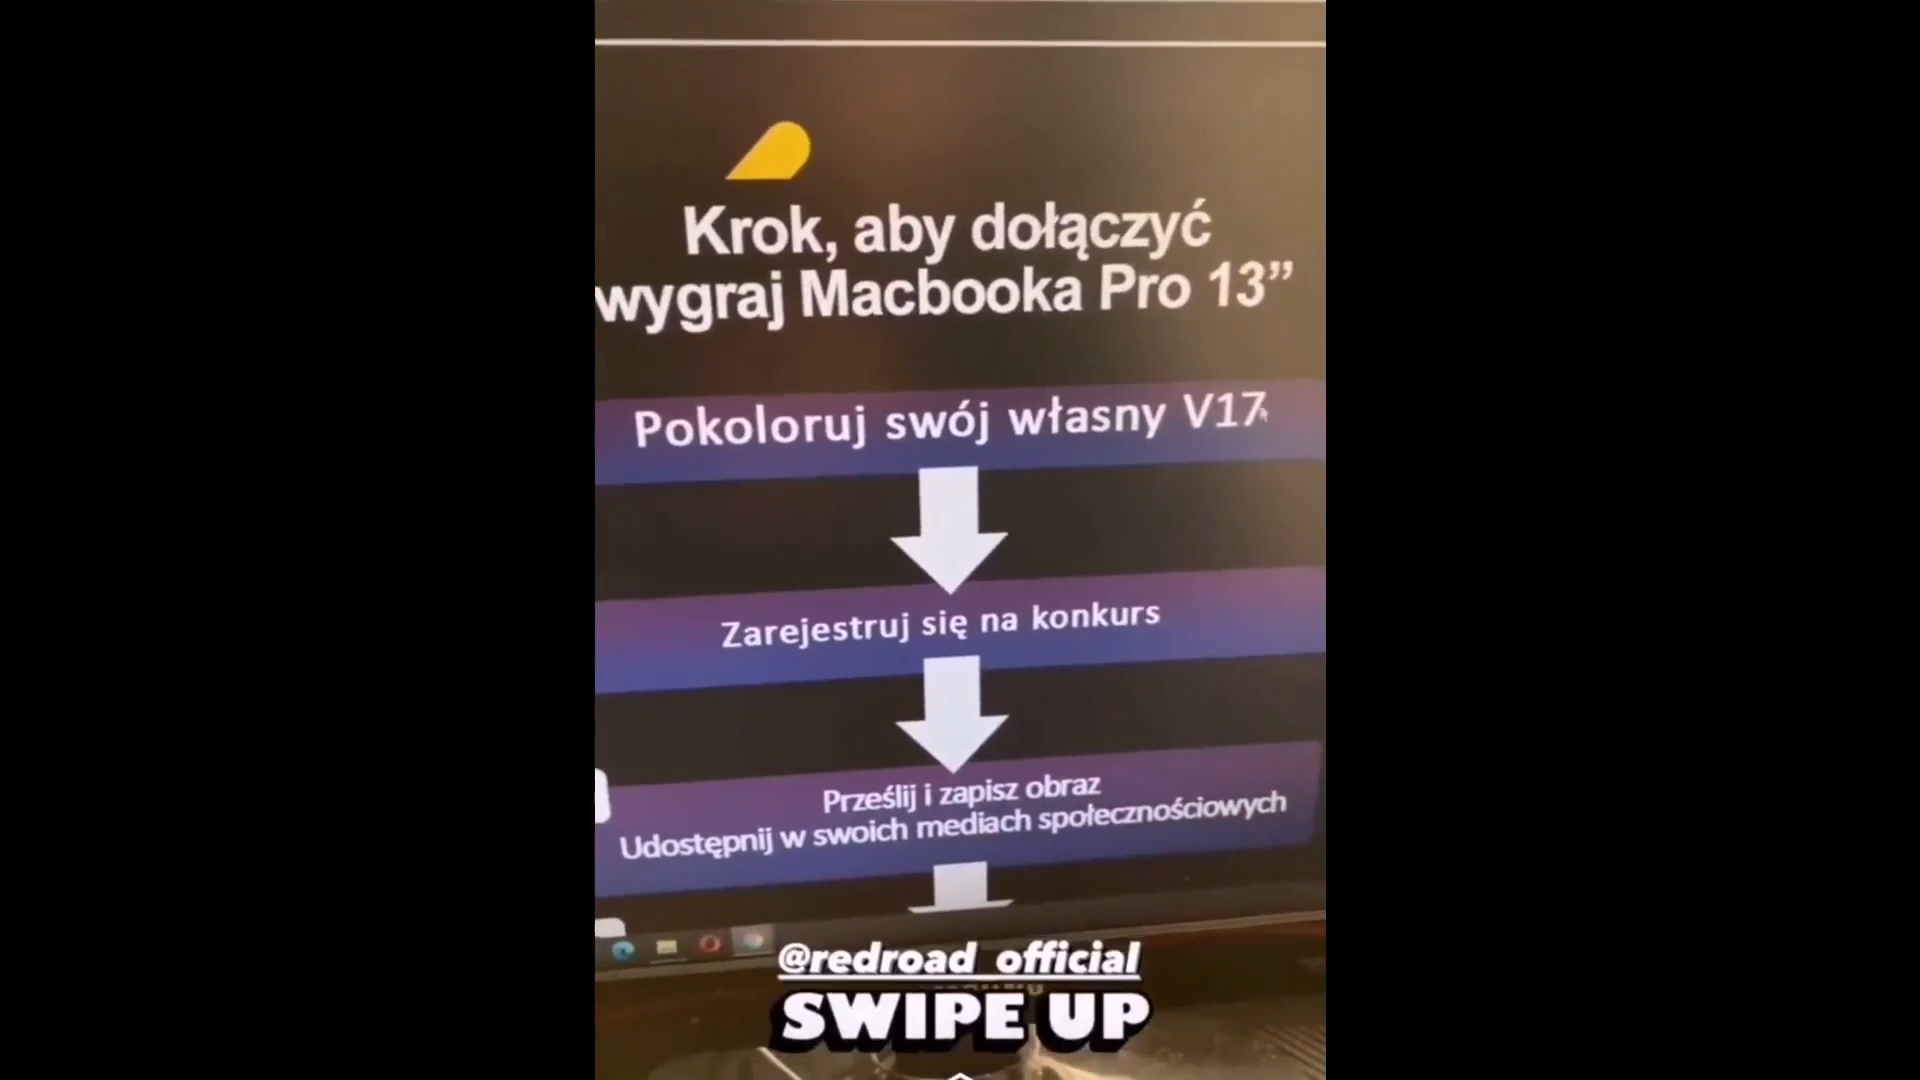 Krok, aby dołączyć
wygraj Macbooka Pro 13”
Pokoloruj swój własny V17
Zarejestruj się na konkurs
Prześlij i zapisz obraz
Udostępnij w swoich mediach społecznościowych
@redroad_official
SWIPE UP